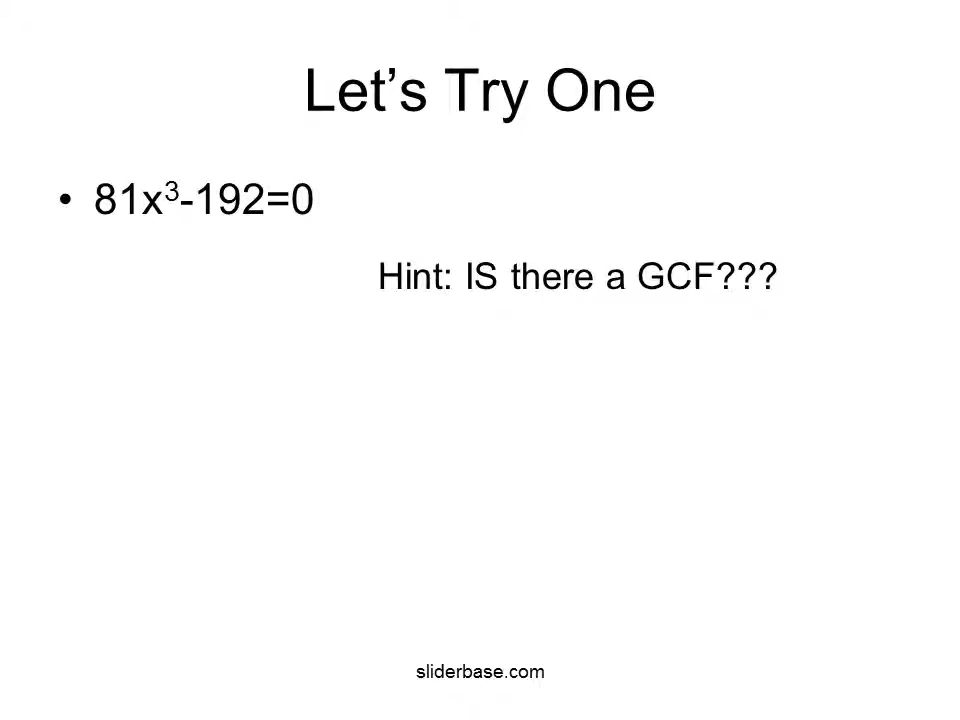 Let’s Try One
• 81x³-192=0
Hint: IS there a GCF???
sliderbase.com